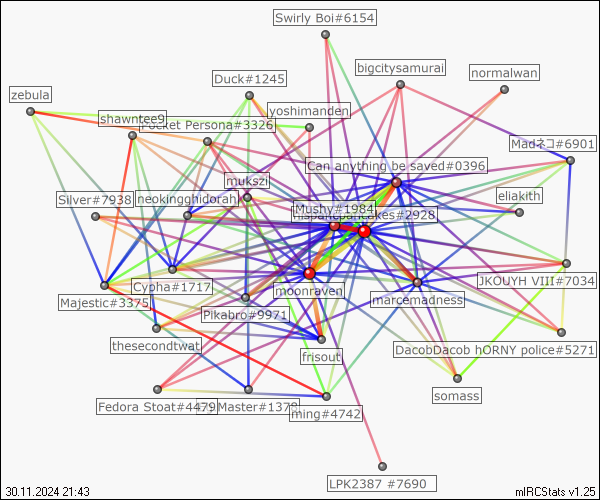 Swirly Boi#6154
bigcitysamurai
normalwan
Duck#1245
zebula
yoshimanden
shawntee9
Pocket Persona#3326
Madネコ#6901
Can anything be saved#0396
mukszi
eliakith
Silver#7938
neokingghidorah
Mushy#1984
#2928
JKOUYH VIII#7034
Cypha#1717
moonraven
Majestic#3375
marcemadness
Pikabro#9971
thesecondtwat
frisout
DacobDacob hORNY police#5271
somass
Fedora Stoat#4479
Master#1379
ming#4742
LPK2387 #7690
30.11.2024 21:43
mIRCStats v1.25